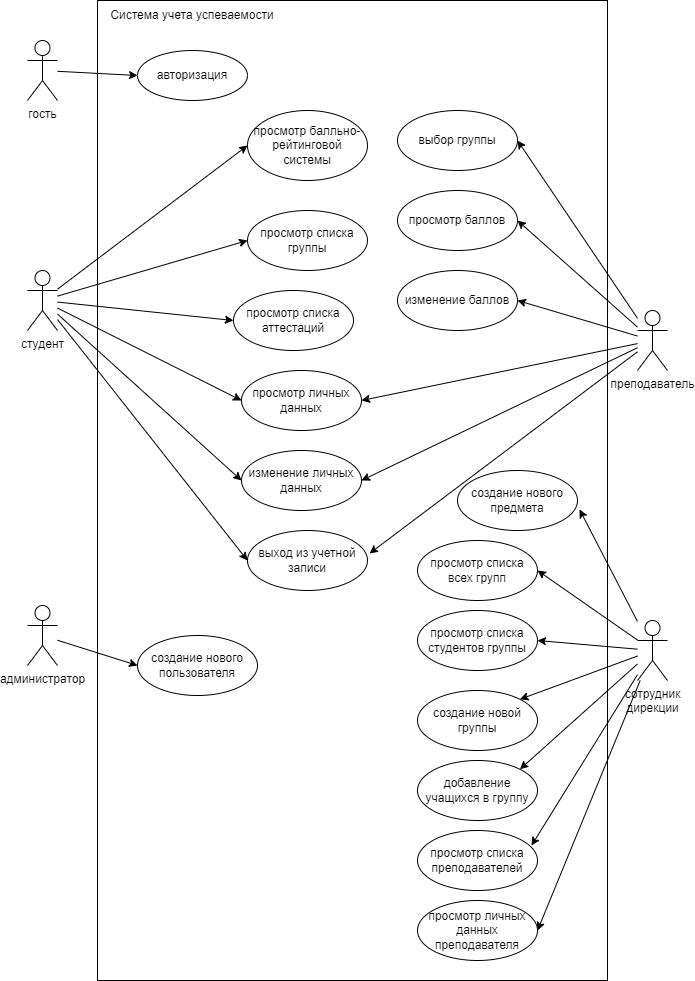 Система учета успеваемости
гость
авторизация
просмотр балльно-
рейтинговой
системы
выбор группы
просмотр списка
группы
просмотр баллов
просмотр списка
аттестаций
изменение баллов
студент
преподаватель
просмотр личных
данных
изменение личных
данных
создание нового
предмета
выход из учетной
записи
просмотр списка
всех групп
просмотр списка
студентов группы
администратор
создание нового
пользователя
сотрудник
дирекции
создание новой
группы
добавление
учащихся в группу
просмотр списка
преподавателей
просмотр личных
данных
преподавателя